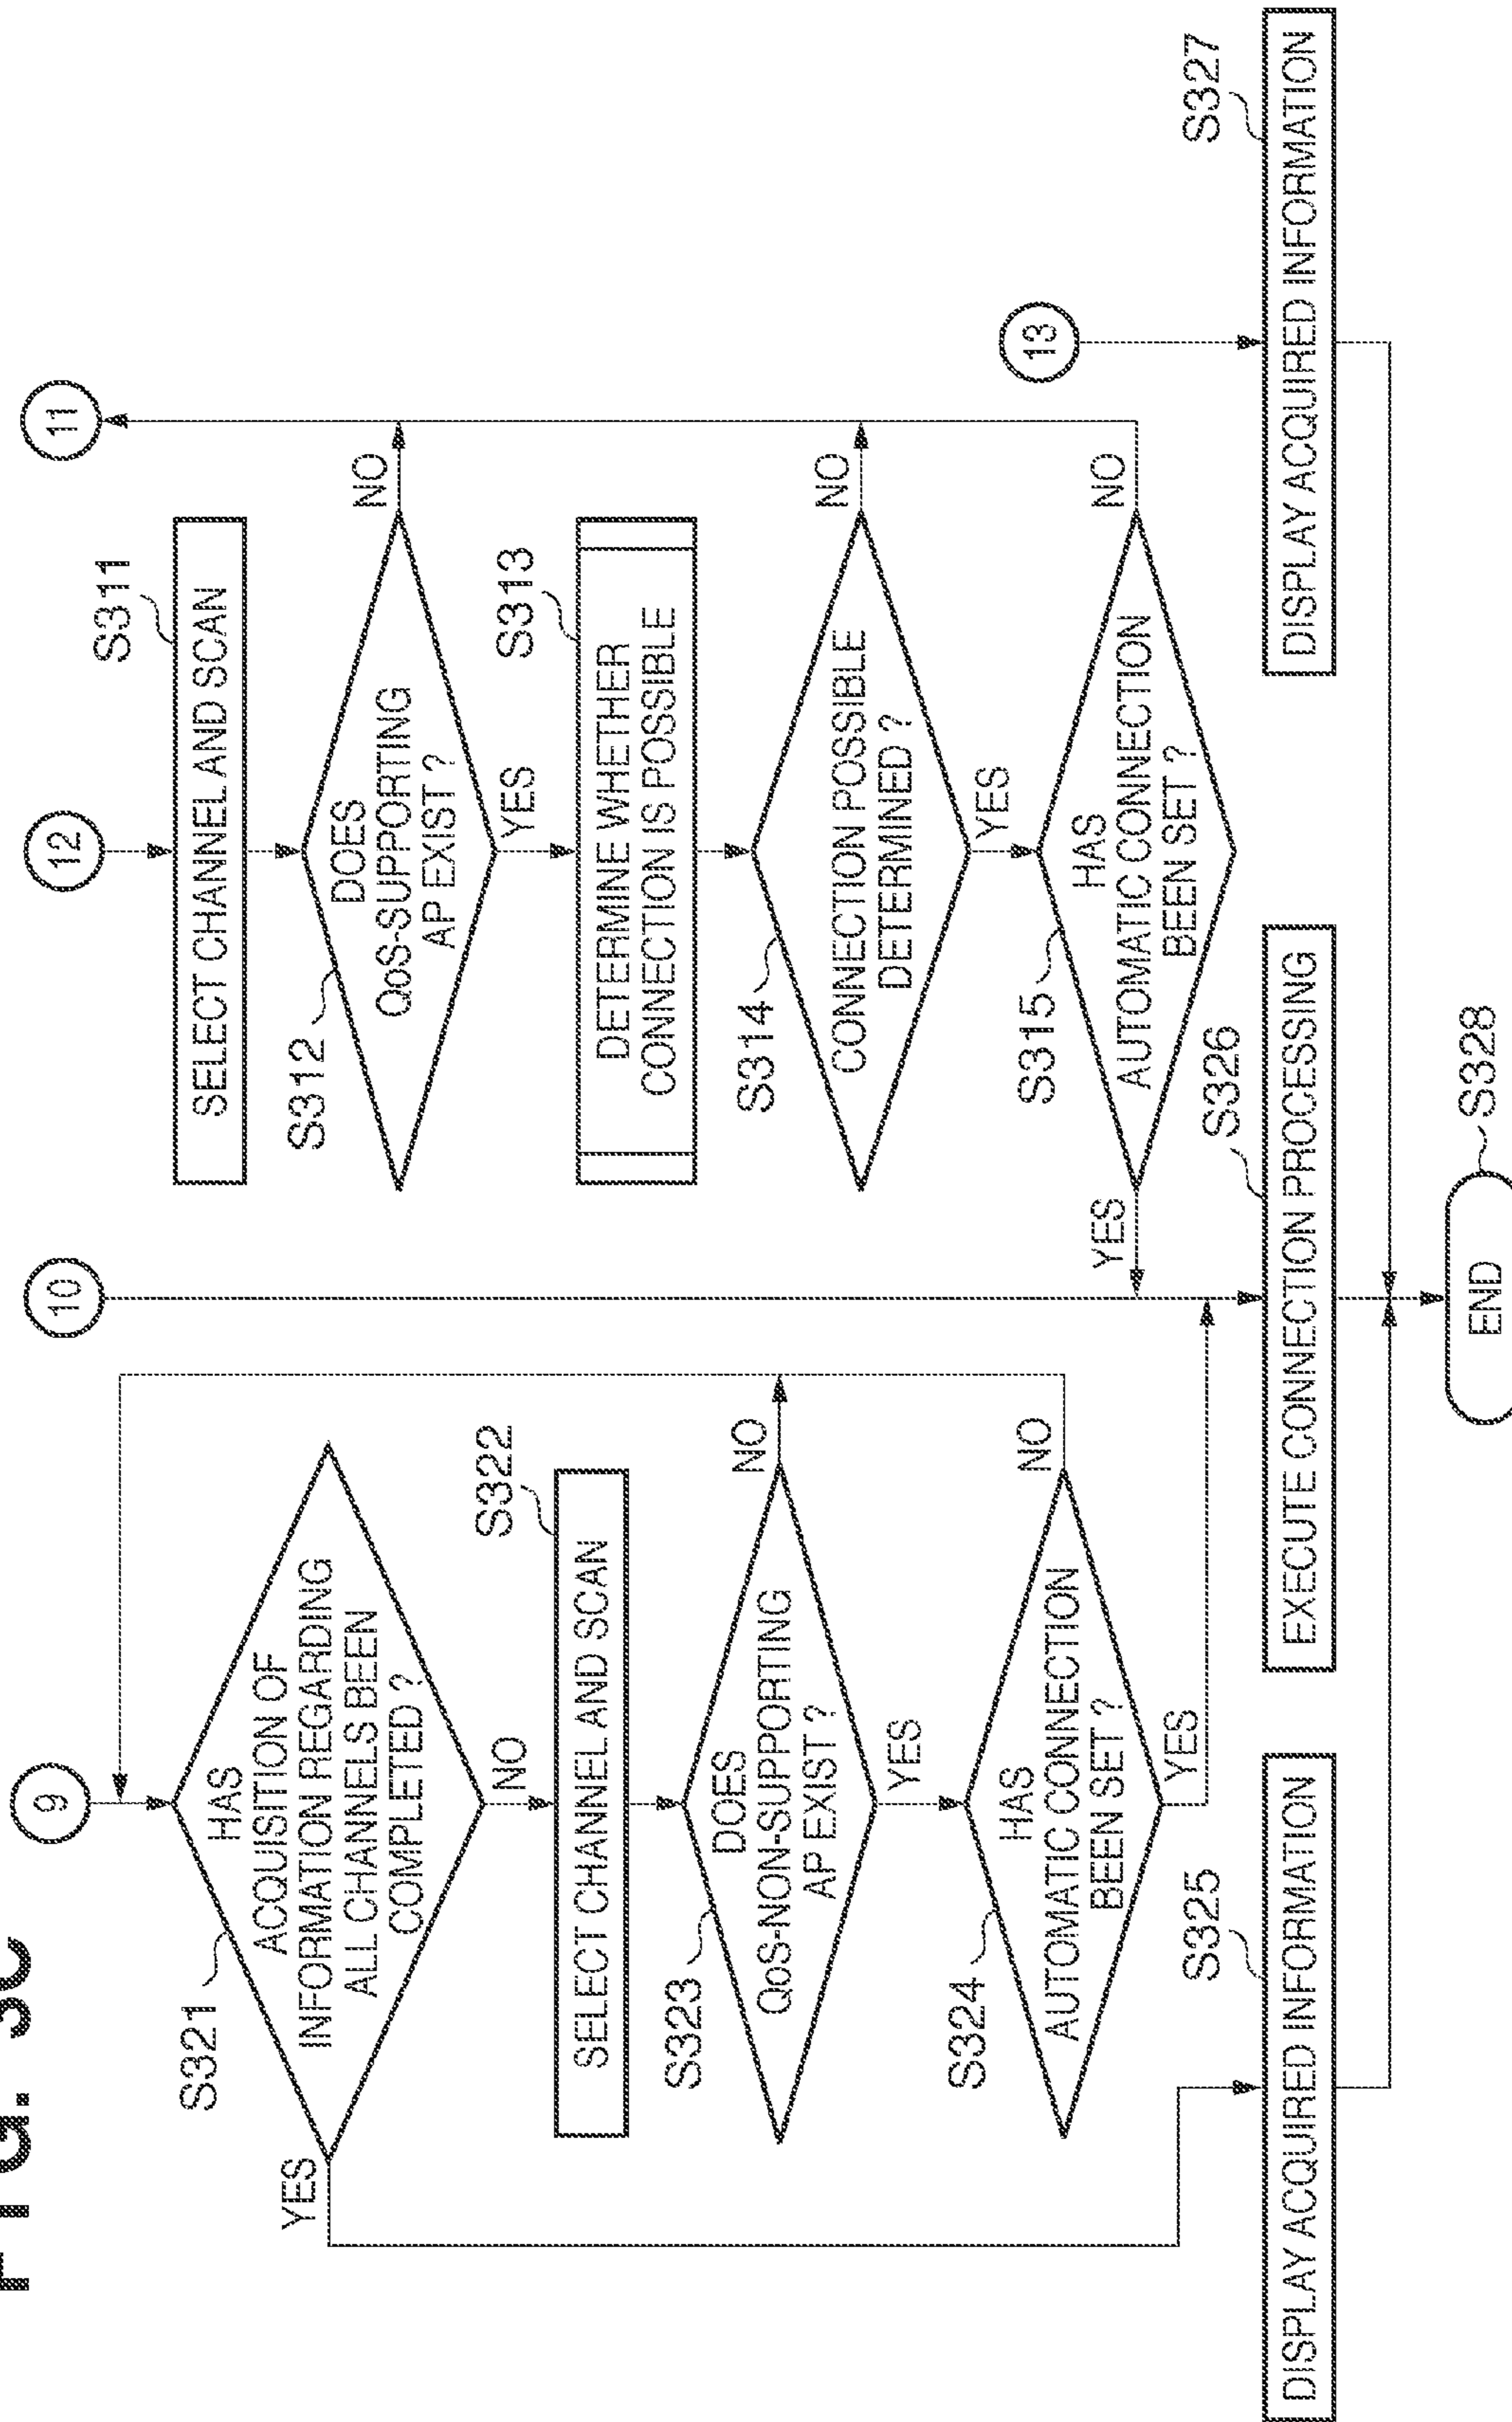 FIG. 3C
9
S321
HAS
ACQUISITION OF
INFORMATION REGARDING
ALL CHANNELS BEEN
COMPLETED ?
YES
NO
S322
SELECT CHANNEL AND SCAN
S323
DOES
QoS-NON-SUPPORTING
AP EXIST ?
NO
YES
S324
HAS
AUTOMATIC CONNECTION
BEEN SET ?
NO
YES
S325
DISPLAY ACQUIRED INFORMATION
10
12
11
S311
SELECT CHANNEL AND SCAN
S312
DOES
QoS-SUPPORTING
AP EXIST ?
NO
YES
S313
DETERMINE WHETHER
CONNECTION IS POSSIBLE
S314
CONNECTION POSSIBLE
DETERMINED ?
NO
YES
S315
HAS
AUTOMATIC CONNECTION
BEEN SET ?
NO
YES
S326
EXECUTE CONNECTION PROCESSING
13
S327
DISPLAY ACQUIRED INFORMATION
END
S328